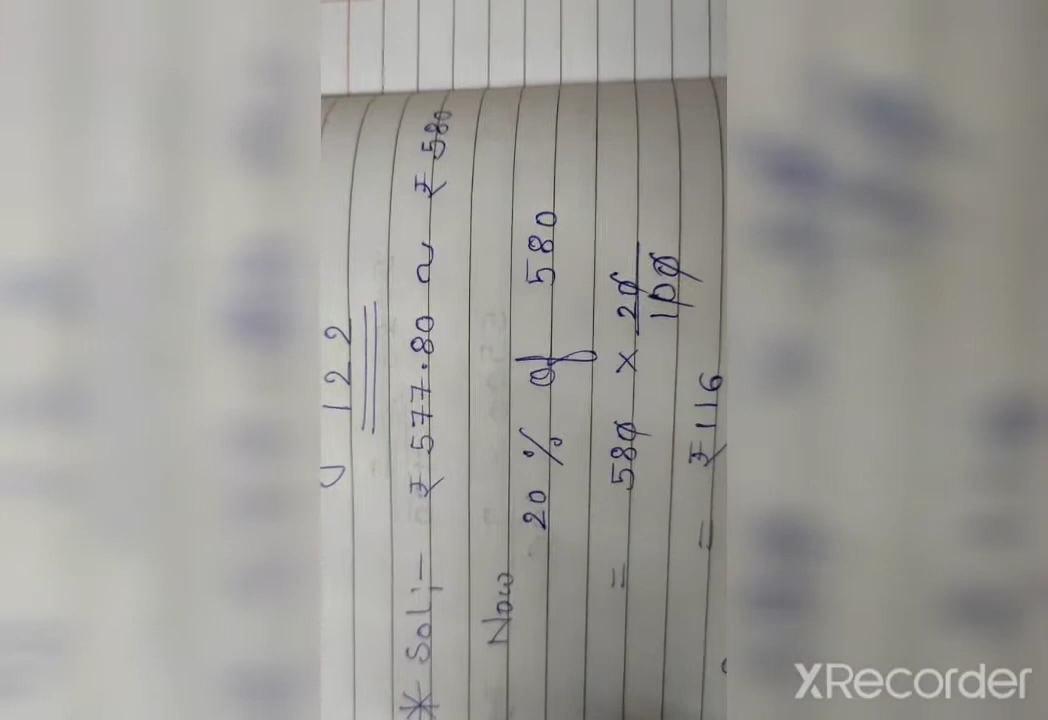 122
* Sol;- ₹ 577.80 ~ ₹ 580
Now
20 % of 580
= 580 × 20/100
= ₹116
XRecorder